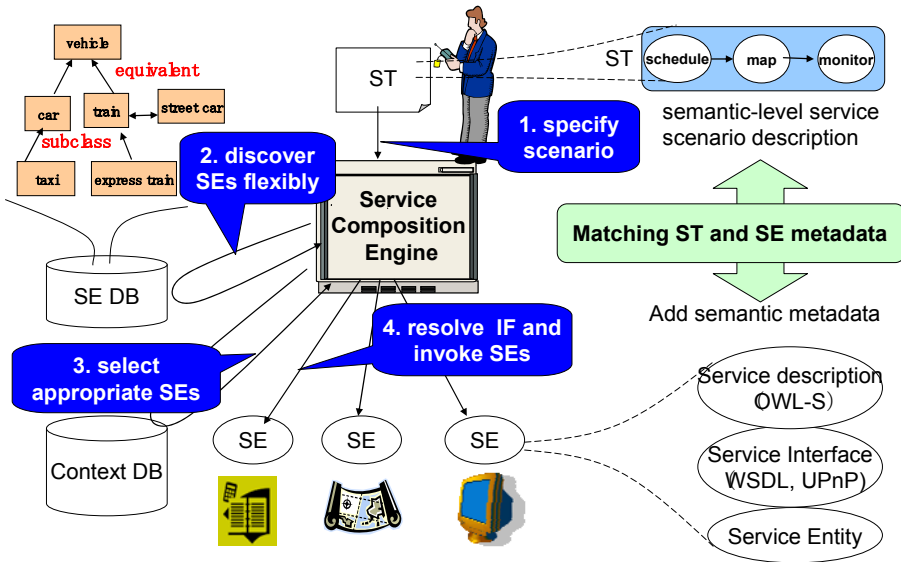 vehicle
equivalent
car
train
street car
subclass
taxi
express train
ST
ST
schedule
map
monitor
semantic-level service
scenario description
1. specify
scenario
2. discover
SEs flexibly
Service
Composition
Engine
Matching ST and SE metadata
SE DB
Add semantic metadata
4. resolve IF and
invoke SEs
3. select
appropriate SEs
Service description
(OWL-S)
Context DB
SE
SE
SE
Service Interface
(WSDL, UPnP)
Service Entity